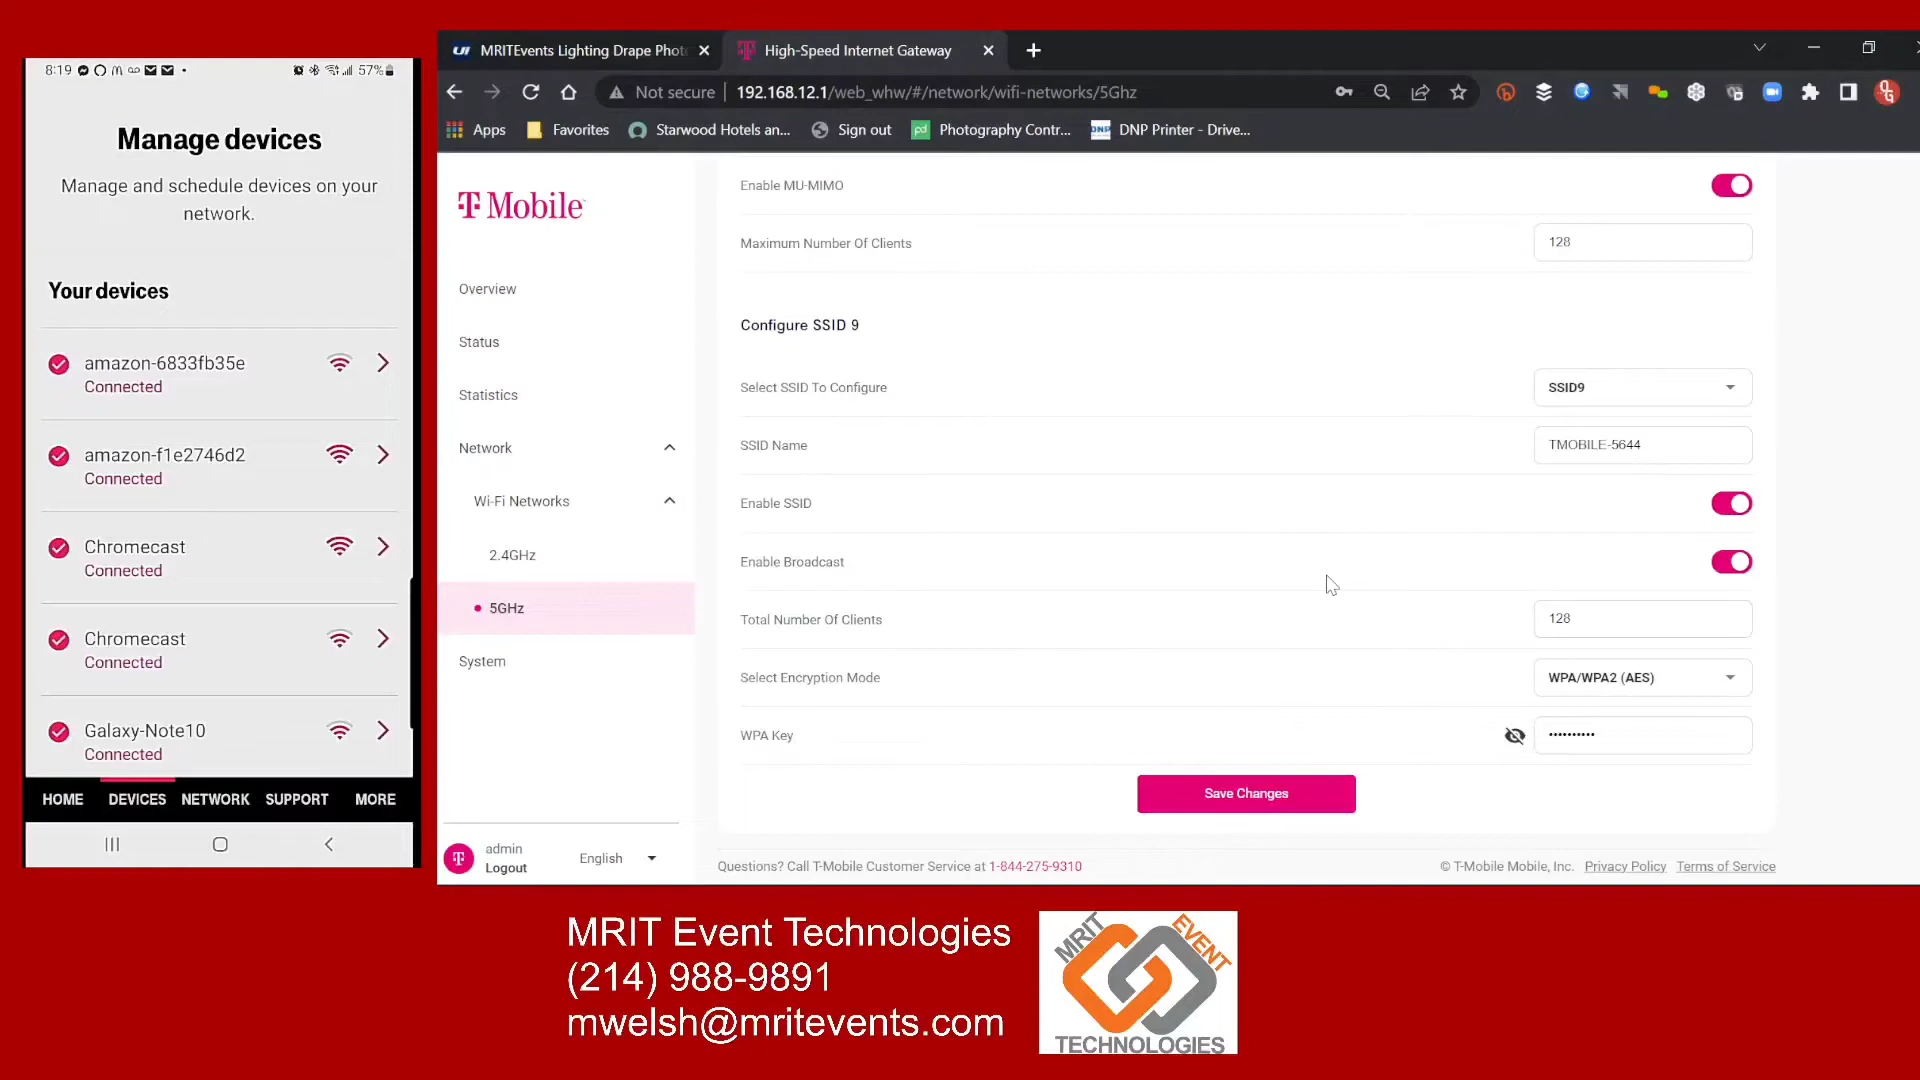 8:19
57%
Manage devices
Manage and schedule devices on your
network.
Your devices
amazon-6833fb35e
Connected
amazon-f1e2746d2
Connected
Chromecast
Connected
Chromecast
Connected
Galaxy-Note10
Connected
HOME DEVICES NETWORK SUPPORT MORE
MRITEvents Lighting Drape Phot
High-Speed Internet Gateway
Not secure 192.168.12.1/web_whw/#/network/wifi-networks/5Ghz
Apps Favorites Starwood Hotels an... Sign out Photography Contr... DNP Printer - Drive...
T Mobile
Overview
Status
Statistics
Network
Wi-Fi Networks
2.4GHz
5GHz
System
admin
Logout
English
Enable MU-MIMO
Maximum Number Of Clients 128
Configure SSID 9
Select SSID To Configure SSID9
SSID Name TMOBILE-5644
Enable SSID
Enable Broadcast
Total Number Of Clients 128
Select Encryption Mode WPA/WPA2 (AES)
WPA Key ••••••••••
Save Changes
Questions? Call T-Mobile Customer Service at 1-844-275-9310
© T-Mobile Mobile, Inc. Privacy Policy Terms of Service
MRIT Event Technologies
(214) 988-9891
mwelsh@mritevents.com
MRIT EVENT
TECHNOLOGIES